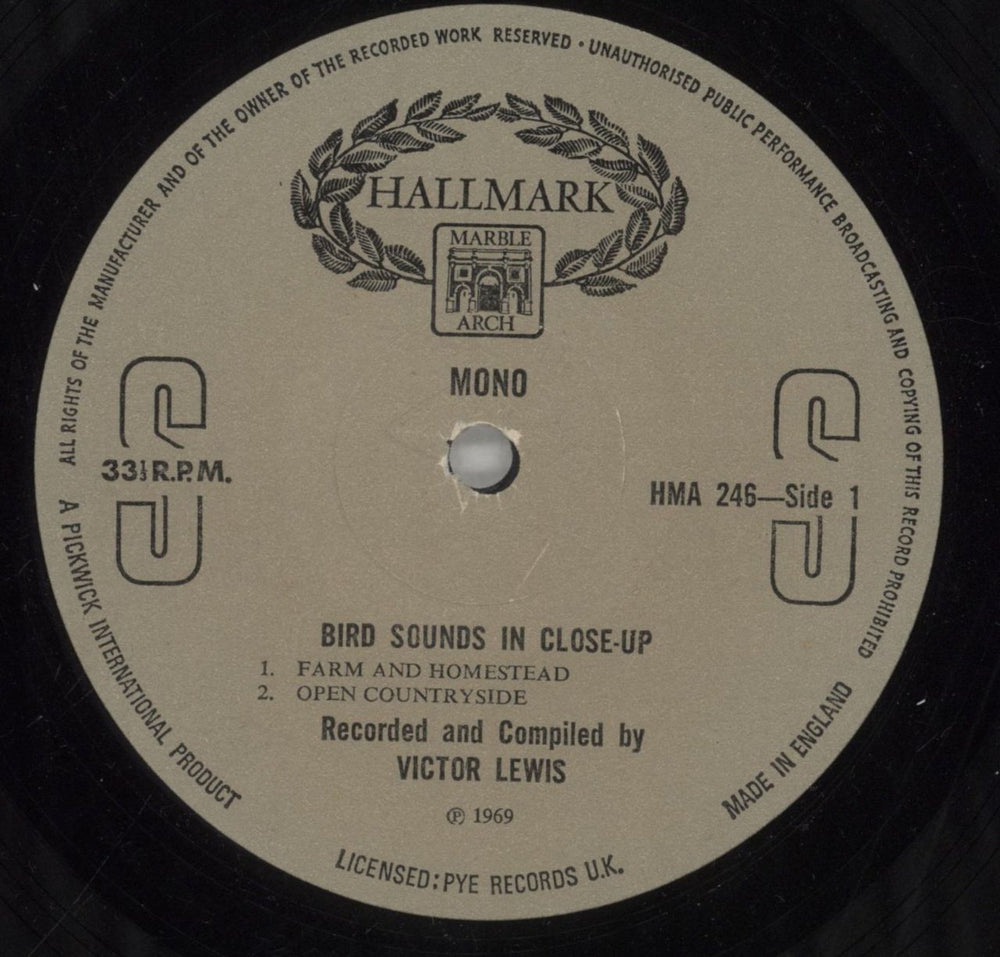 ALL RIGHTS OF THE MANUFACTURER AND OF THE OWNER OF THE RECORDED WORK RESERVED • UNAUTHORISED PUBLIC PERFORMANCE BROADCASTING AND COPYING OF THIS RECORD PROHIBITED
HALLMARK
MARBLE
ARCH
MONO
33⅓ R.P.M.
HMA 246—Side 1
BIRD SOUNDS IN CLOSE-UP
1. FARM AND HOMESTEAD
2. OPEN COUNTRYSIDE
Recorded and Compiled by
VICTOR LEWIS
℗ 1969
A PICKWICK INTERNATIONAL PRODUCT
LICENSED: PYE RECORDS U.K.
MADE IN ENGLAND